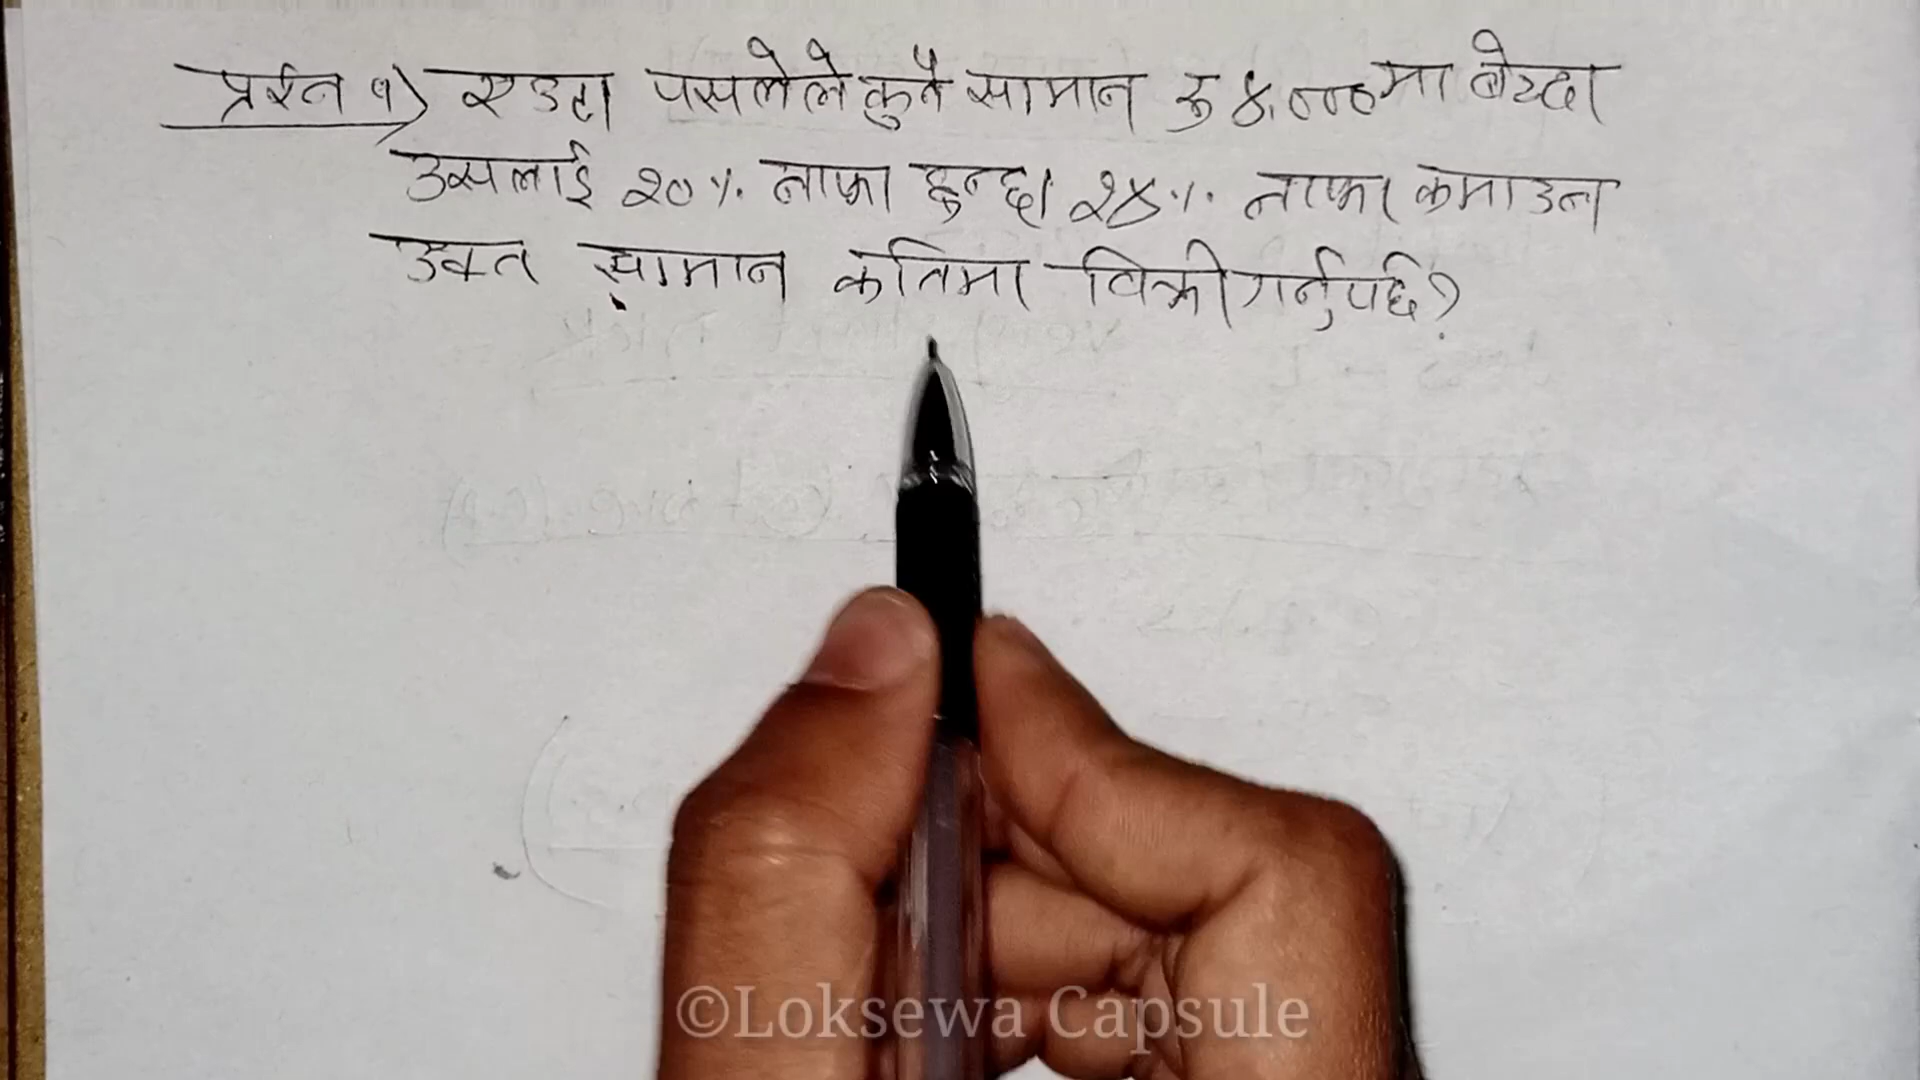 प्रश्न १) एउटा पसलेले कुनै सामान रु ४,००० मा बेच्दा
उसलाई २०% नाफा हुन्छ। २५% नाफा कमाउन
उक्त सामान कतिमा विक्री गर्नुपर्छ?
©Loksewa Capsule